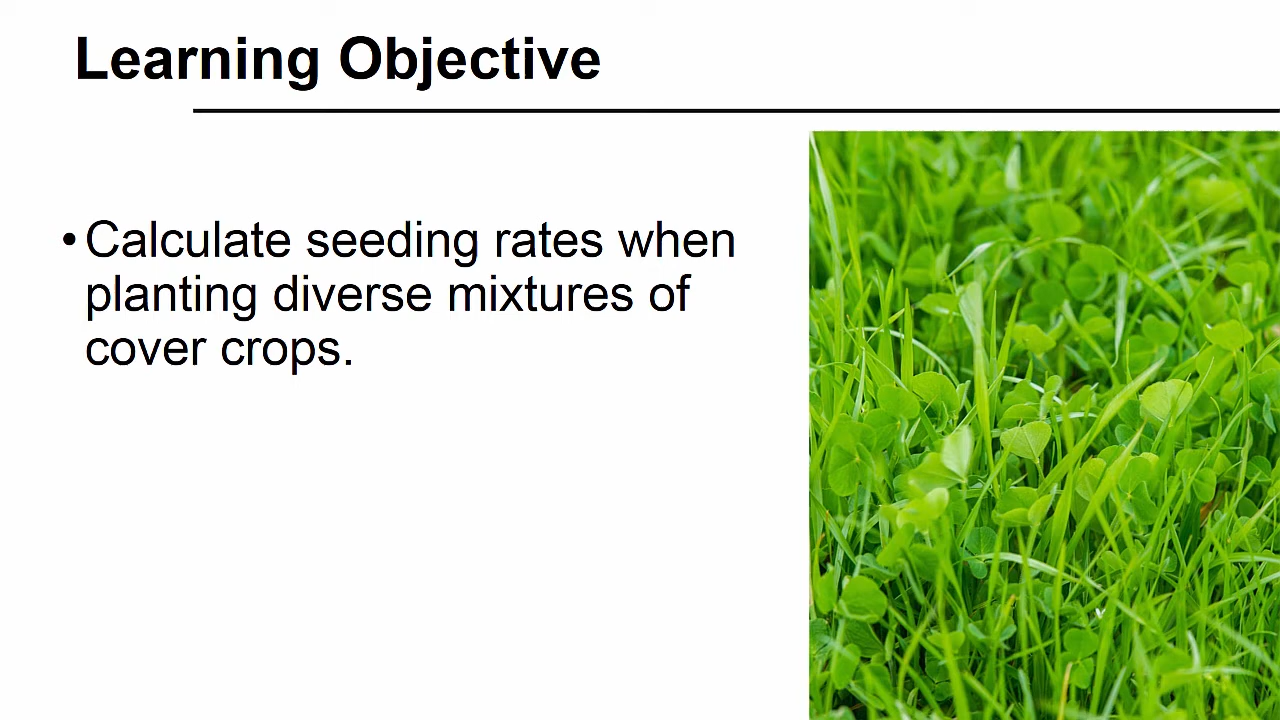 Learning Objective
• Calculate seeding rates when
planting diverse mixtures of
cover crops.